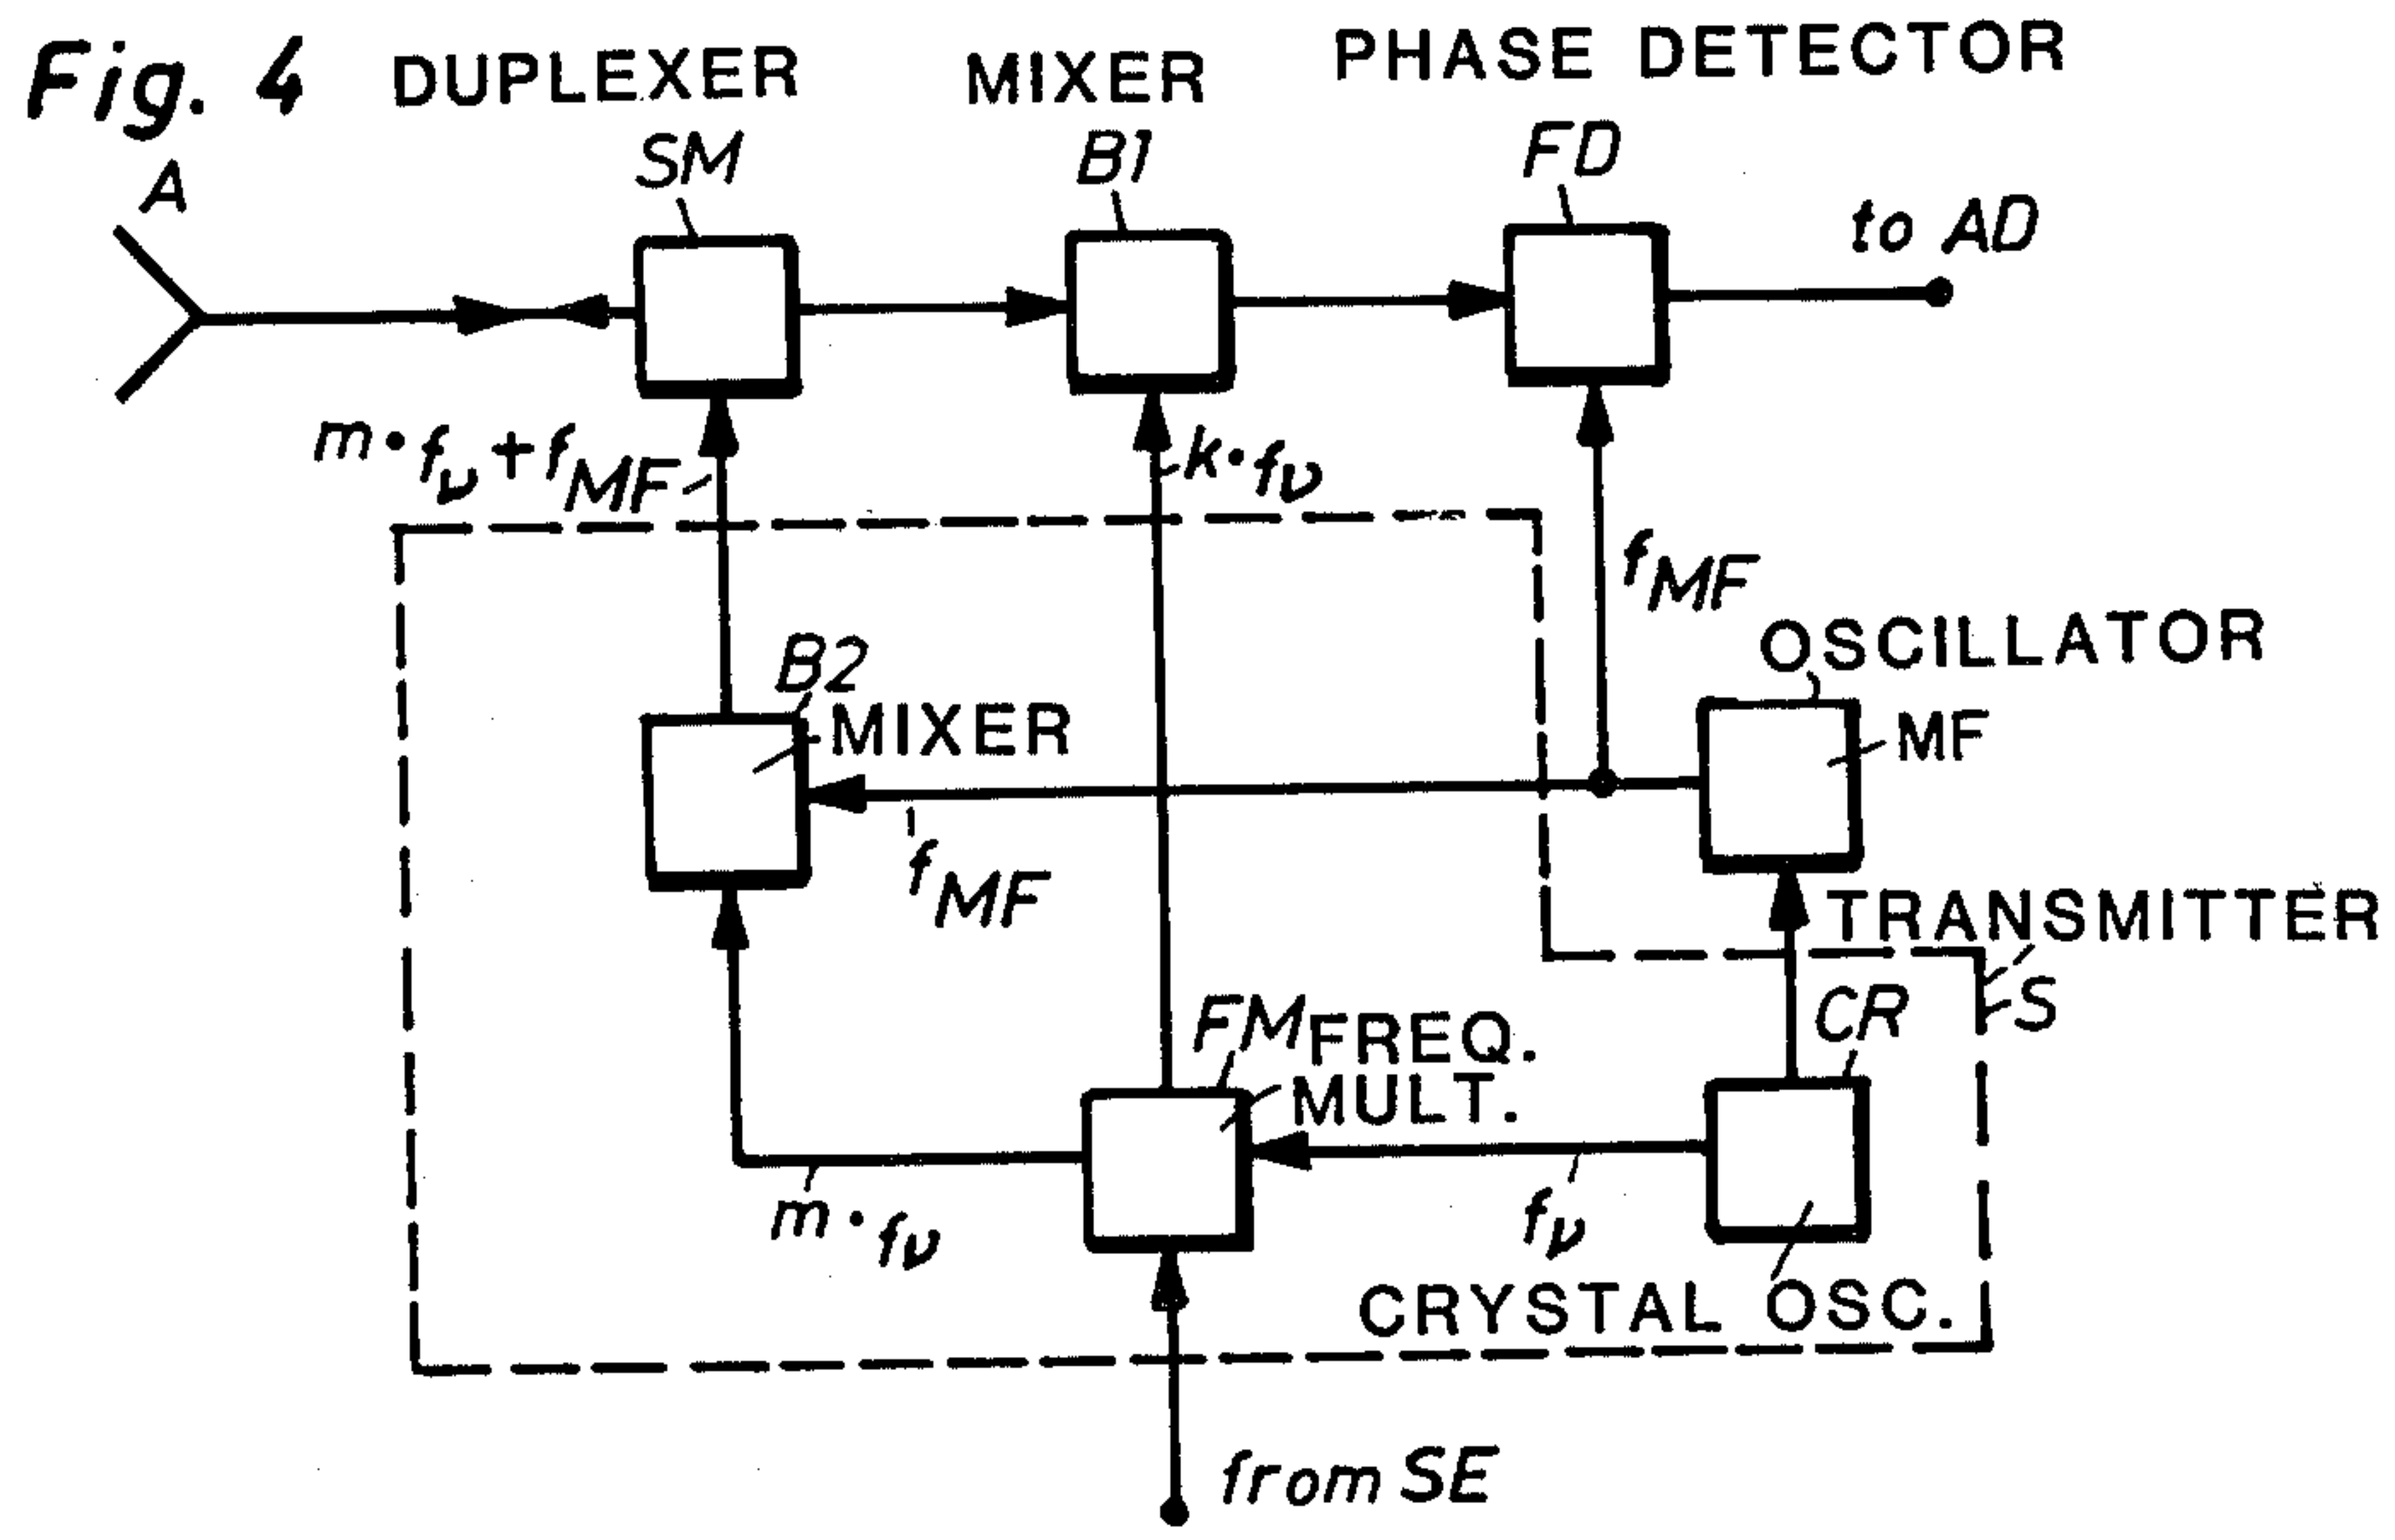 Fig. 4
DUPLEXER
MIXER
PHASE DETECTOR
A
SM
B1
FD
to AD
m·fν+fMF
k·fν
fMF
OSCILLATOR
B2
MIXER
MF
fMF
TRANSMITTER
S
CR
FM
FREQ.
MULT.
m·fν
fν
CRYSTAL OSC.
from SE